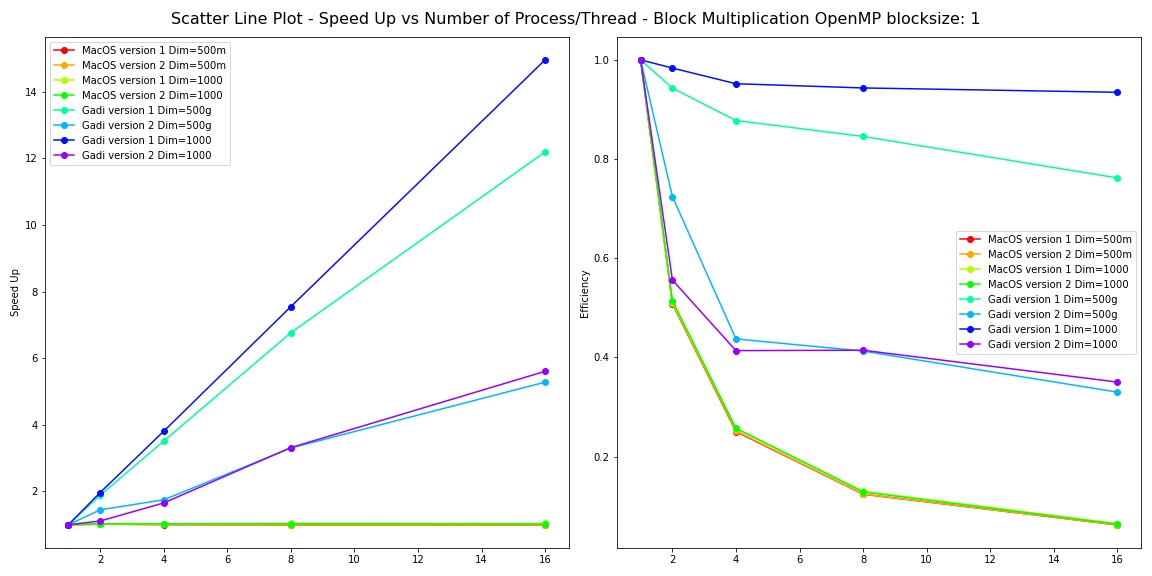 Scatter Line Plot - Speed Up vs Number of Process/Thread - Block Multiplication OpenMP blocksize: 1
MacOS version 1 Dim=500m
MacOS version 2 Dim=500m
MacOS version 1 Dim=1000
MacOS version 2 Dim=1000
Gadi version 1 Dim=500g
Gadi version 2 Dim=500g
Gadi version 1 Dim=1000
Gadi version 2 Dim=1000
Speed Up
14
12
10
8
6
4
2
2 4 6 8 10 12 14 16
Efficiency
1.0
0.8
0.6
0.4
0.2
MacOS version 1 Dim=500m
MacOS version 2 Dim=500m
MacOS version 1 Dim=1000
MacOS version 2 Dim=1000
Gadi version 1 Dim=500g
Gadi version 2 Dim=500g
Gadi version 1 Dim=1000
Gadi version 2 Dim=1000
2 4 6 8 10 12 14 16